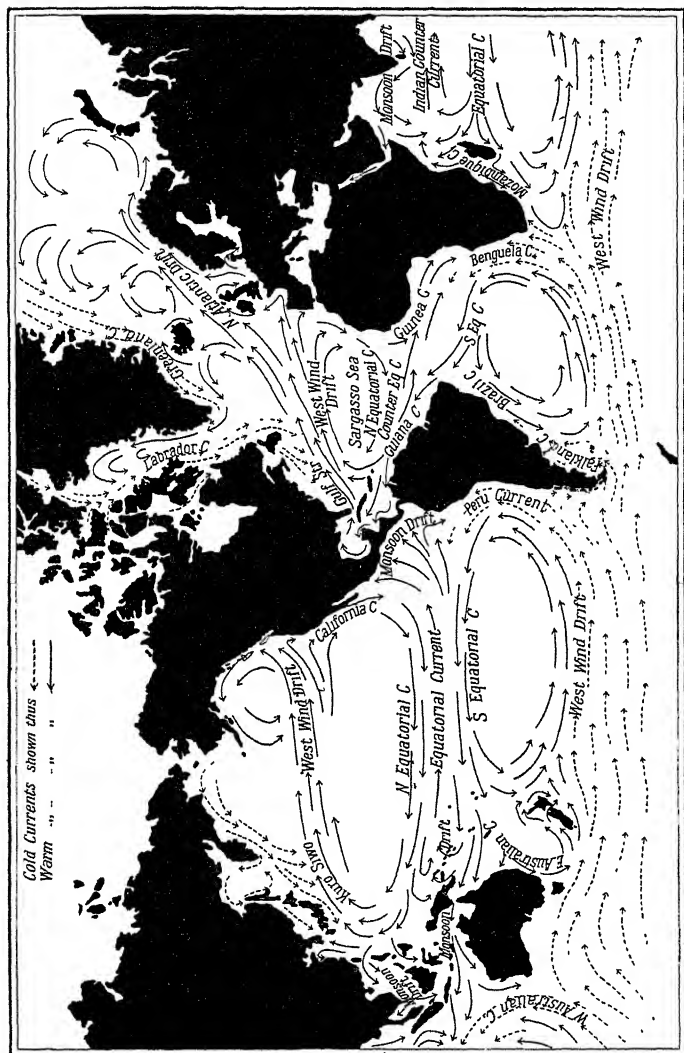 Cold Currents shown thus
Warm " " " "
Labrador C
Greenland C.
N Atlantic Drift
Gulf Str.
West Wind
Drift
Sargasso Sea
N Equatorial C
Counter Eq C
Guiana C
Guinea C
S Eq C
Brazil C
Benguela C.
Falkland C
West Wind Drift
Monsoon Drift
Indian Counter
Current
Equatorial C
Mozambique C
Kuro Siwo
West Wind Drift
California C
Monsoon Drift
N Equatorial C
Equatorial Current
S Equatorial C
Peru Current
West Wind Drift
Monsoon
Drift
Monsoon Drift
E. Australian C
W Australian C.